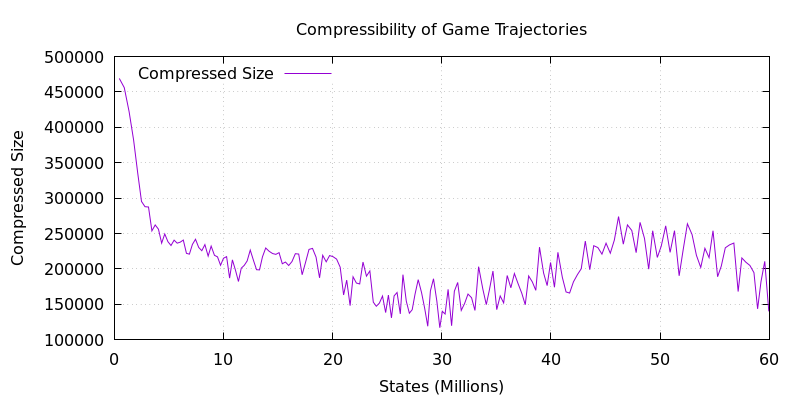 Compressibility of Game Trajectories
Compressed Size
500000
450000
400000
350000
300000
250000
200000
150000
100000
Compressed Size
0 10 20 30 40 50 60
States (Millions)